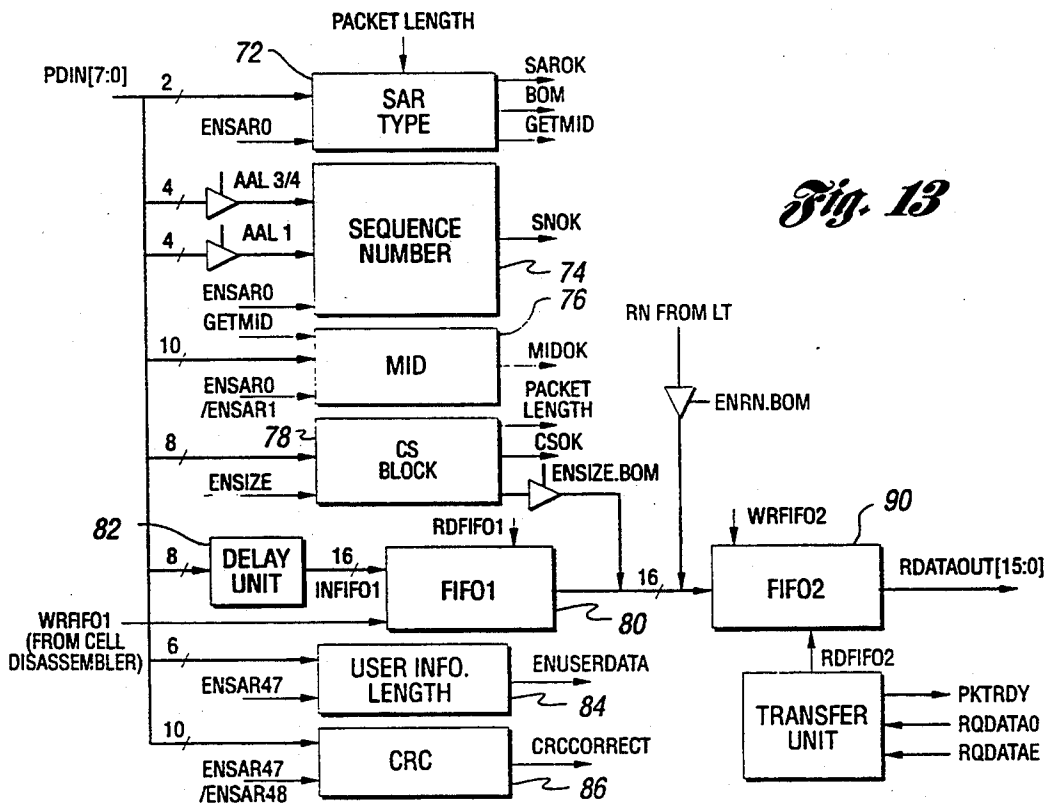 PACKET LENGTH
72
PDIN[7:0]
2
SAR
TYPE
SAROK
BOM
GETMID
ENSAR0
4
AAL 3/4
4
AAL 1
SEQUENCE
NUMBER
SNOK
74
ENSAR0
Fig. 13
GETMID
76
10
MID
MIDOK
ENSAR0
/ENSAR1
RN FROM LT
ENRN.BOM
78
8
CS
BLOCK
PACKET
LENGTH
CSOK
ENSIZE
ENSIZE.BOM
82
8
DELAY
UNIT
16
INFIFO1
RDFIFO1
FIFO1
80
16
WRFIFO2
90
FIFO2
RDATAOUT[15:0]
WRFIFO1
(FROM CELL
DISASSEMBLER)
6
USER INFO.
LENGTH
ENUSERDATA
84
ENSAR47
RDFIFO2
TRANSFER
UNIT
PKTRDY
RQDATA0
RQDATAE
10
CRC
CRCCORRECT
86
ENSAR47
/ENSAR48